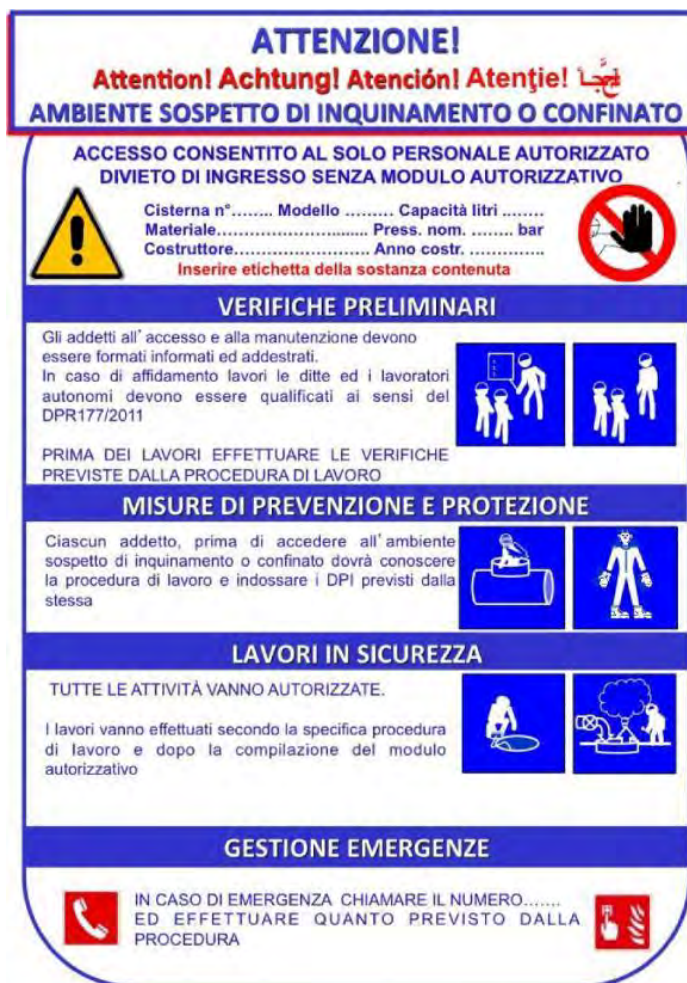 ATTENZIONE!
Attention! Achtung! Atención! Atenţie!
AMBIENTE SOSPETTO DI INQUINAMENTO O CONFINATO
ACCESSO CONSENTITO AL SOLO PERSONALE AUTORIZZATO
DIVIETO DI INGRESSO SENZA MODULO AUTORIZZATIVO
Cisterna n°........ Modello ......... Capacità litri ........
Materiale............................ Press. nom. ........ bar
Costruttore........................ Anno costr. ..............
Inserire etichetta della sostanza contenuta
VERIFICHE PRELIMINARI
Gli addetti all'accesso e alla manutenzione devono
essere formati informati ed addestrati.
In caso di affidamento lavori le ditte ed i lavoratori
autonomi devono essere qualificati ai sensi del
DPR177/2011
PRIMA DEI LAVORI EFFETTUARE LE VERIFICHE
PREVISTE DALLA PROCEDURA DI LAVORO
MISURE DI PREVENZIONE E PROTEZIONE
Ciascun addetto, prima di accedere all'ambiente
sospetto di inquinamento o confinato dovrà conoscere
la procedura di lavoro e indossare i DPI previsti dalla
stessa
LAVORI IN SICUREZZA
TUTTE LE ATTIVITÀ VANNO AUTORIZZATE.
I lavori vanno effettuati secondo la specifica procedura
di lavoro e dopo la compilazione del modulo
autorizzativo
GESTIONE EMERGENZE
IN CASO DI EMERGENZA CHIAMARE IL NUMERO.......
ED EFFETTUARE QUANTO PREVISTO DALLA
PROCEDURA